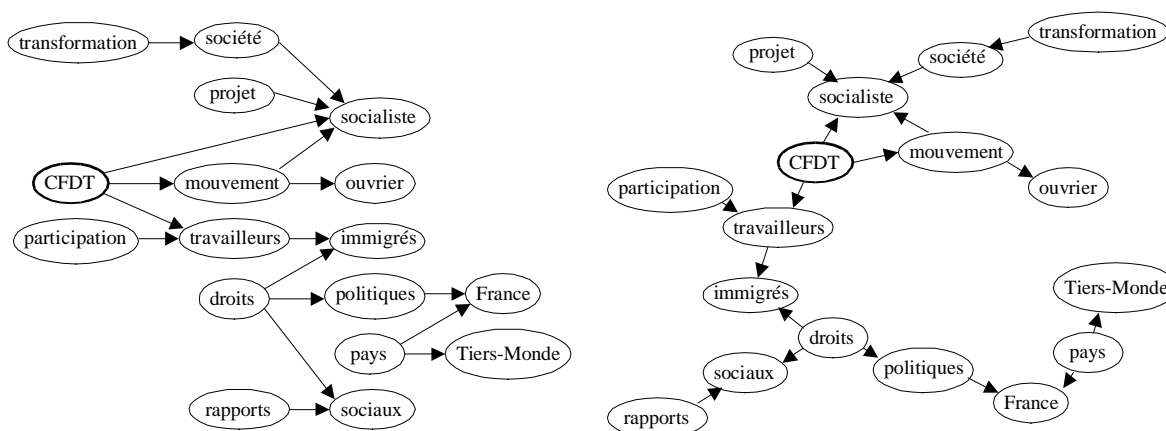 transformation
société
projet
socialiste
CFDT
mouvement
ouvrier
participation
travailleurs
immigrés
droits
politiques
France
pays
Tiers-Monde
rapports
sociaux
transformation
projet
société
socialiste
CFDT
mouvement
participation
ouvrier
travailleurs
immigrés
Tiers-Monde
droits
pays
sociaux
politiques
France
rapports